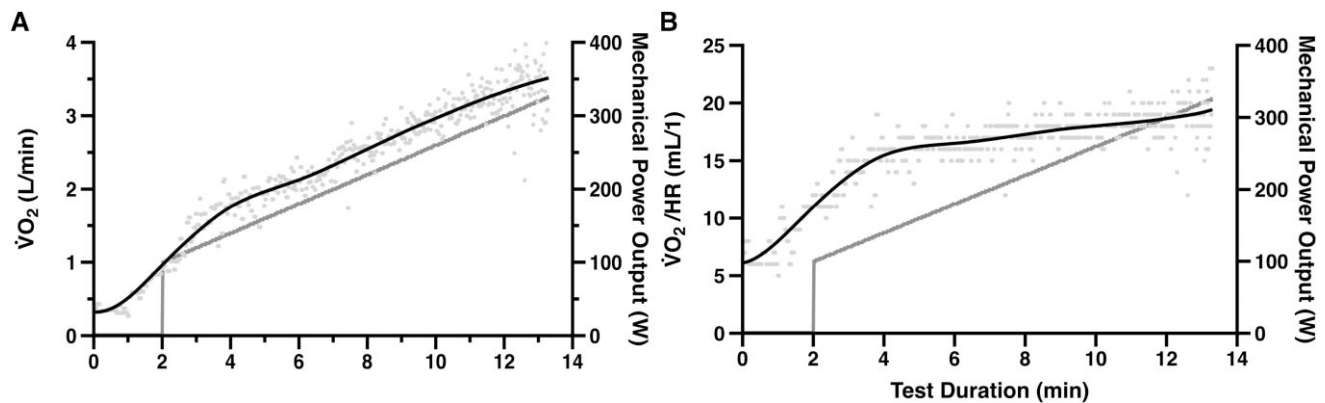 A
V̇O₂ (L/min)
4
3
2
1
0
0 2 4 6 8 10 12 14
400
300
200
100
0
Mechanical Power Output (W)
B
V̇O₂ /HR (mL/1)
25
20
15
10
5
0
0 2 4 6 8 10 12 14
Test Duration (min)
400
300
200
100
0
Mechanical Power Output (W)